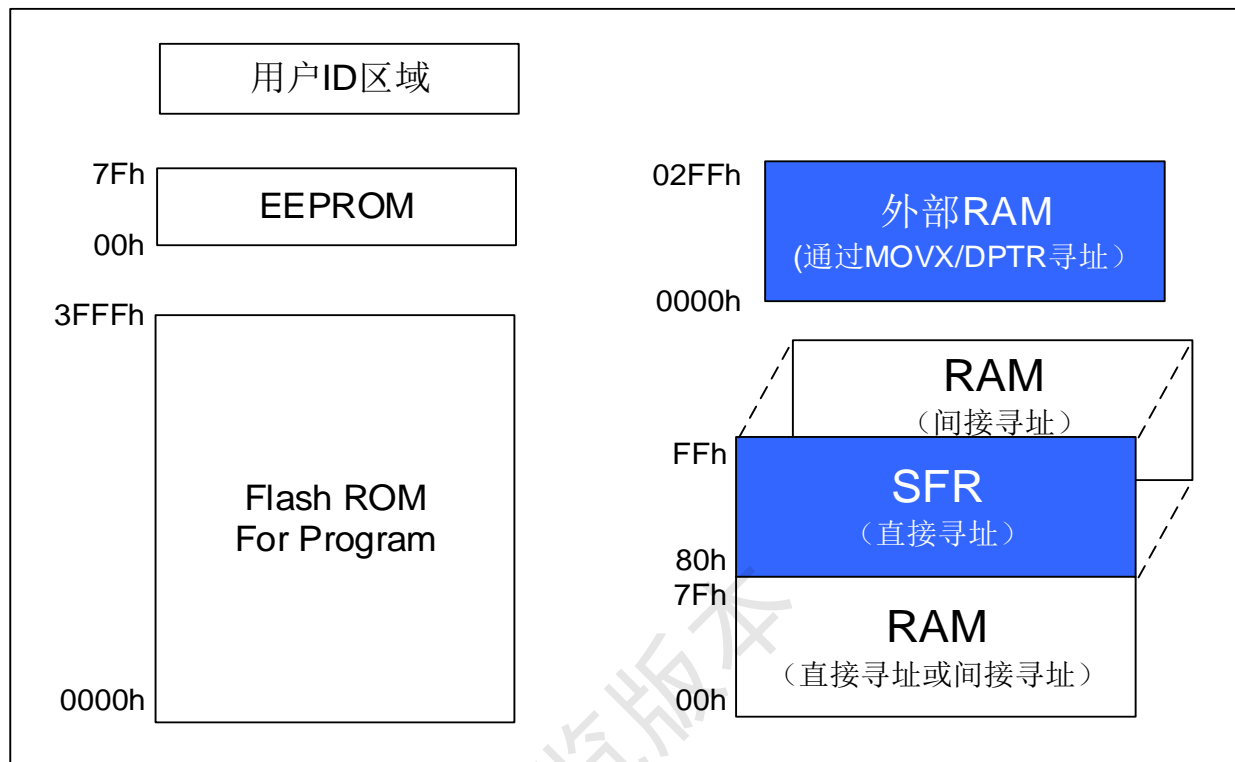 用户ID区域
7Fh
EEPROM
00h
3FFFh
Flash ROM
For Program
0000h
02FFh
外部RAM
(通过MOVX/DPTR寻址）
0000h
RAM
（间接寻址）
FFh
SFR
（直接寻址）
80h
7Fh
RAM
（直接寻址或间接寻址）
00h
览版本